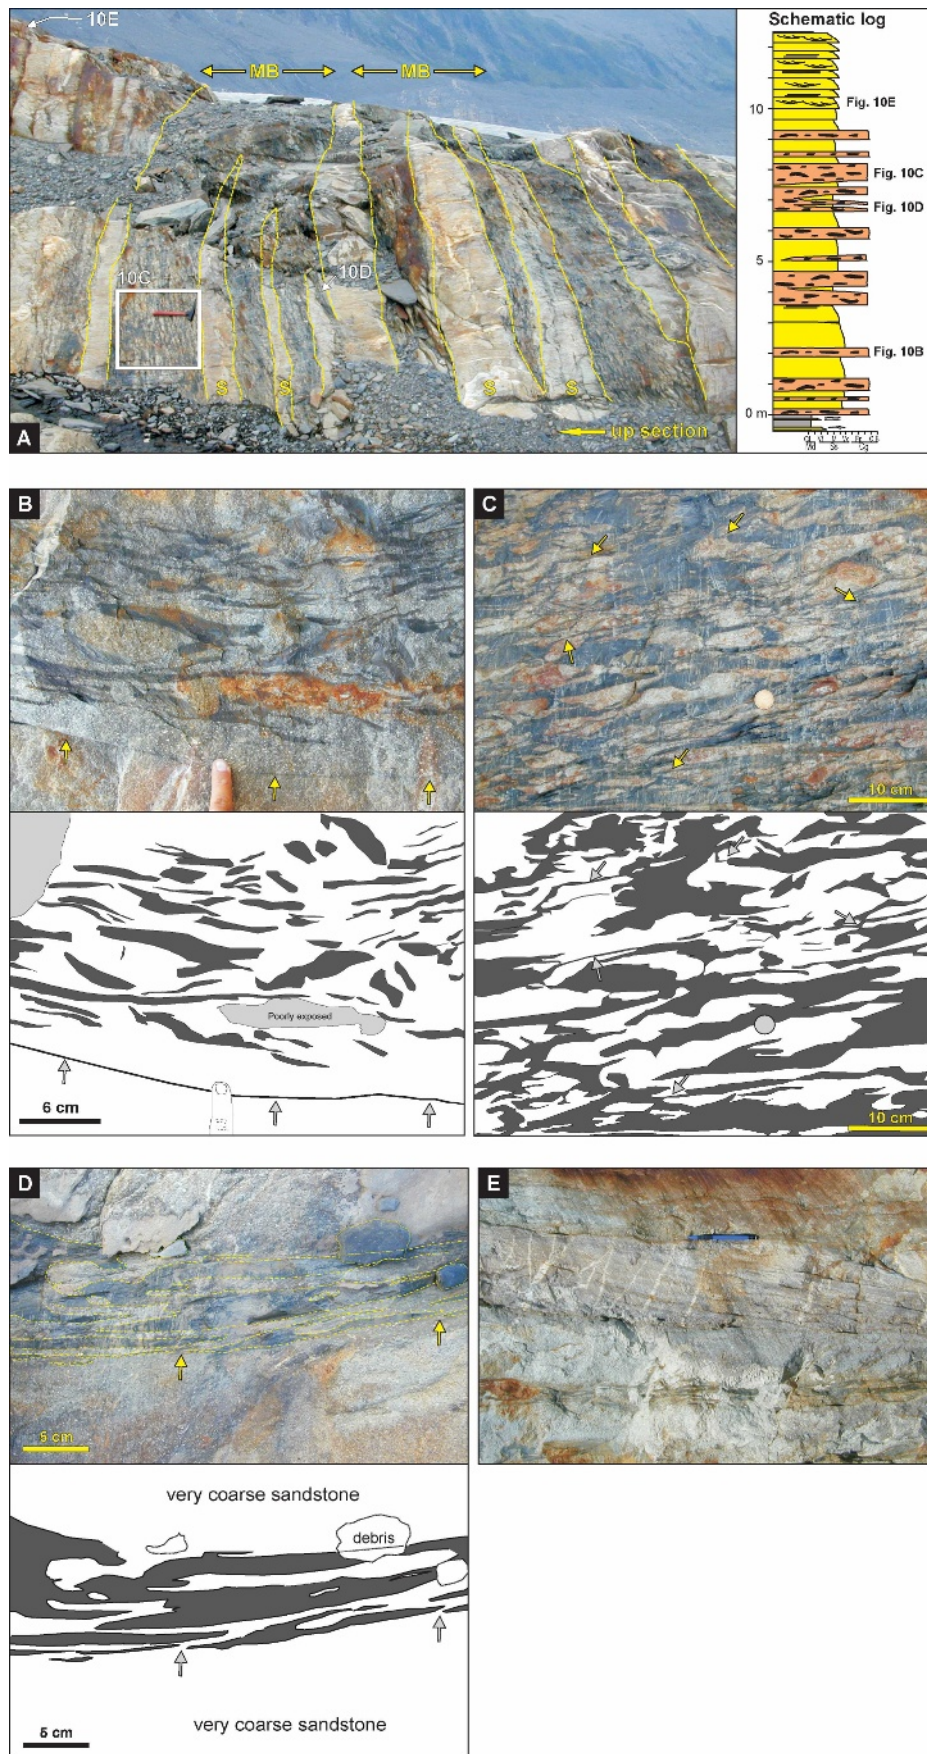 10E
MB
MB
10C
10D
S
S
S
S
up section
A
Schematic log
10
Fig. 10E
Fig. 10C
Fig. 10D
5
Fig. 10B
0 m
B
C
10 cm
Poorly exposed
6 cm
10 cm
D
E
5 cm
very coarse sandstone
debris
very coarse sandstone
5 cm